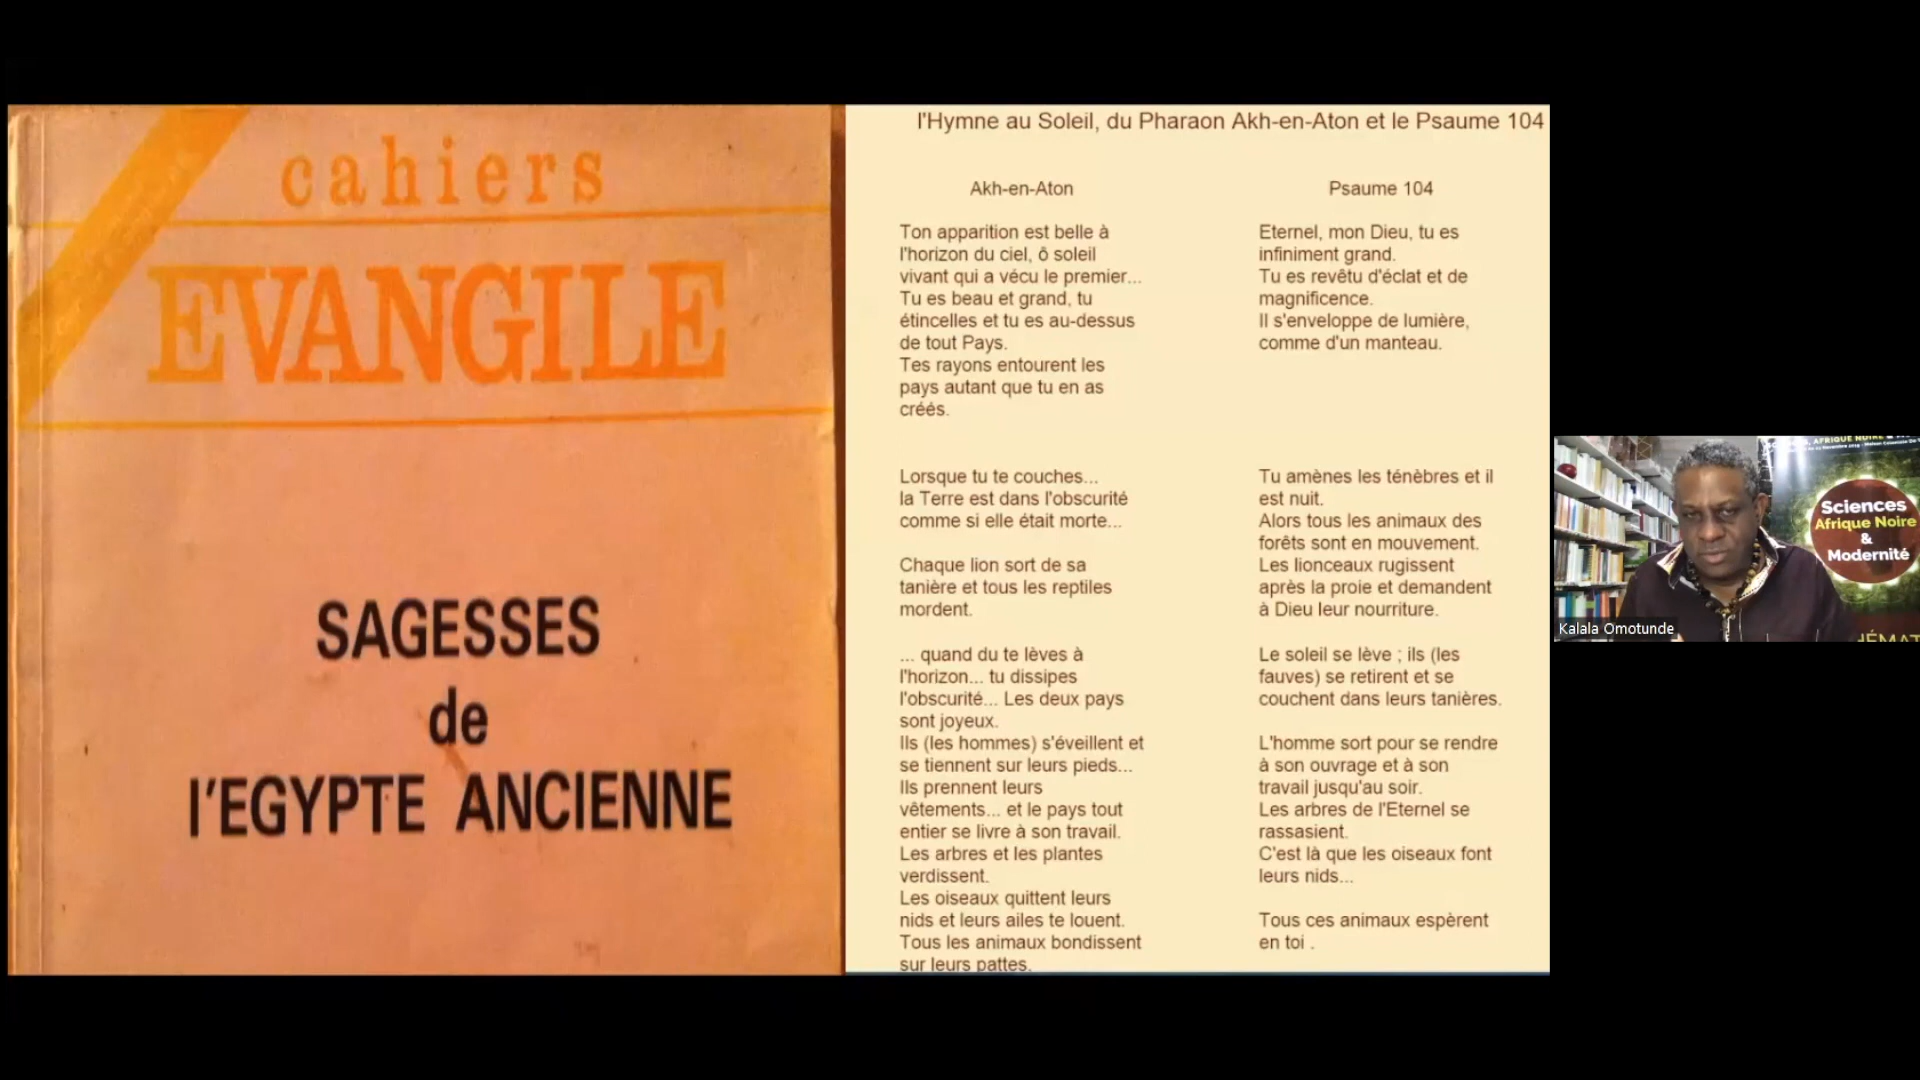 cahiers
EVANGILE
SAGESSES
de
l'EGYPTE ANCIENNE
l'Hymne au Soleil, du Pharaon Akh-en-Aton et le Psaume 104
Akh-en-Aton
Ton apparition est belle à
l'horizon du ciel, ô soleil
vivant qui a vécu le premier...
Tu es beau et grand, tu
étincelles et tu es au-dessus
de tout Pays.
Tes rayons entourent les
pays autant que tu en as
créés.
Lorsque tu te couches...
la Terre est dans l'obscurité
comme si elle était morte...
Chaque lion sort de sa
tanière et tous les reptiles
mordent.
... quand du te lèves à
l'horizon... tu dissipes
l'obscurité... Les deux pays
sont joyeux.
Ils (les hommes) s'éveillent et
se tiennent sur leurs pieds...
Ils prennent leurs
vêtements... et le pays tout
entier se livre à son travail.
Les arbres et les plantes
verdissent.
Les oiseaux quittent leurs
nids et leurs ailes te louent.
Tous les animaux bondissent
sur leurs pattes.
Psaume 104
Eternel, mon Dieu, tu es
infiniment grand.
Tu es revêtu d'éclat et de
magnificence.
Il s'enveloppe de lumière,
comme d'un manteau.
Tu amènes les ténèbres et il
est nuit.
Alors tous les animaux des
forêts sont en mouvement.
Les lionceaux rugissent
après la proie et demandent
à Dieu leur nourriture.
Le soleil se lève ; ils (les
fauves) se retirent et se
couchent dans leurs tanières.
L'homme sort pour se rendre
à son ouvrage et à son
travail jusqu'au soir.
Les arbres de l'Eternel se
rassasient.
C'est là que les oiseaux font
leurs nids...
Tous ces animaux espèrent
en toi .
AFRIQUE NOIRE
Sciences
Afrique Noire
&
Modernité
Kalala Omotunde